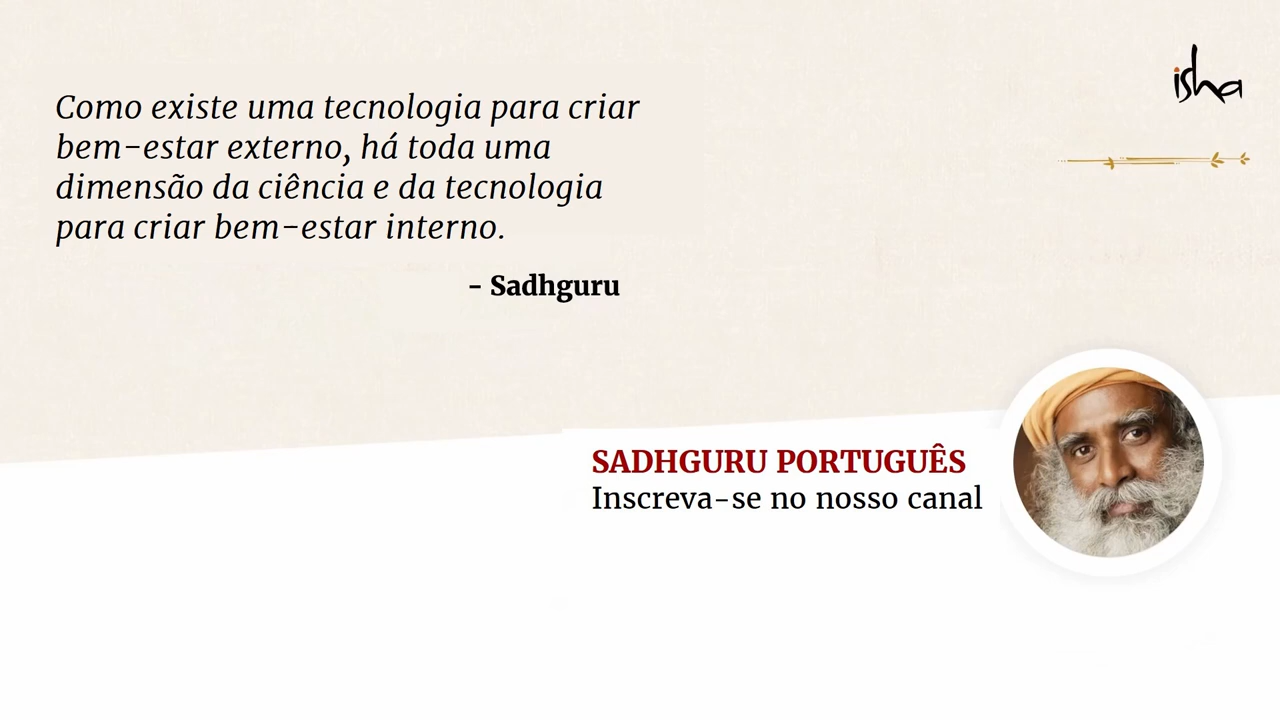 isha
Como existe uma tecnologia para criar
bem-estar externo, há toda uma
dimensão da ciência e da tecnologia
para criar bem-estar interno.
- Sadhguru
SADHGURU PORTUGUÊS
Inscreva-se no nosso canal